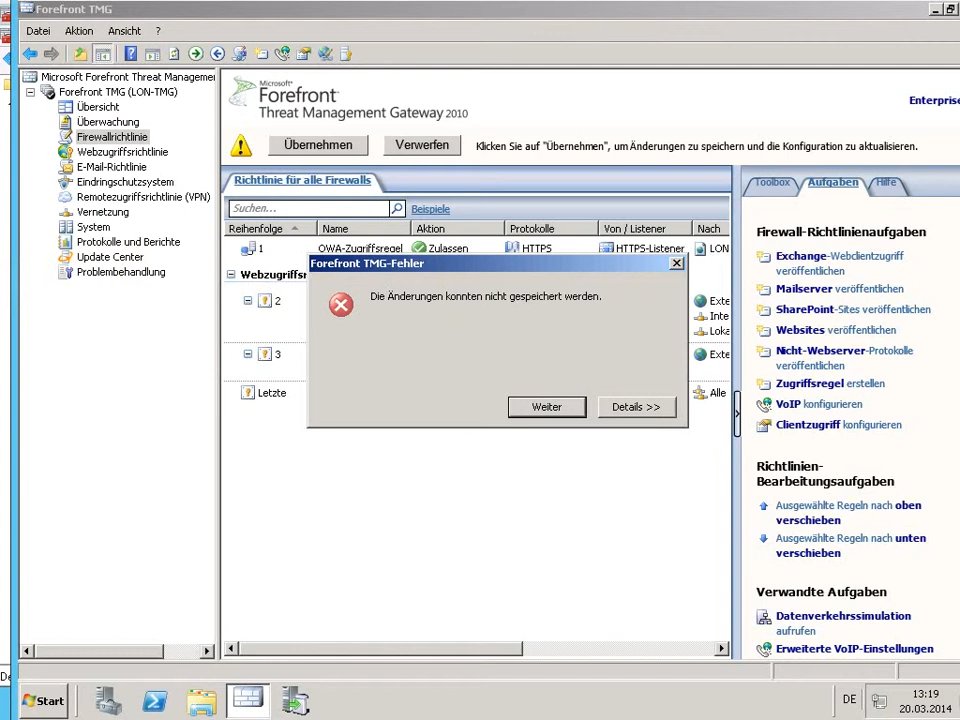 Forefront TMG
Datei Aktion Ansicht ?
Microsoft Forefront Threat Manageme
Forefront TMG (LON-TMG)
Übersicht
Überwachung
Firewallrichtlinie
Webzugriffsrichtlinie
E-Mail-Richtlinie
Eindringschutzsystem
Remotezugriffsrichtlinie (VPN)
Vernetzung
System
Protokolle und Berichte
Update Center
Problembehandlung
Microsoft
Forefront
Threat Management Gateway 2010
Enterprise
Übernehmen
Verwerfen
Klicken Sie auf "Übernehmen", um Änderungen zu speichern und die Konfiguration zu aktualisieren.
Richtlinie für alle Firewalls
Suchen...
Beispiele
Reihenfolge Name Aktion Protokolle Von / Listener Nach
1 OWA-Zugriffsregel Zulassen HTTPS HTTPS-Listener LON
Webzugriffsr
2 Exte
Inte
Loka
3 Exte
Letzte Alle
Forefront TMG-Fehler
Die Änderungen konnten nicht gespeichert werden.
Weiter
Details >>
Toolbox Aufgaben Hilfe
Firewall-Richtlinienaufgaben
Exchange-Webclientzugriff
veröffentlichen
Mailserver veröffentlichen
SharePoint-Sites veröffentlichen
Websites veröffentlichen
Nicht-Webserver-Protokolle
veröffentlichen
Zugriffsregel erstellen
VoIP konfigurieren
Clientzugriff konfigurieren
Richtlinien-
Bearbeitungsaufgaben
Ausgewählte Regeln nach oben
verschieben
Ausgewählte Regeln nach unten
verschieben
Verwandte Aufgaben
Datenverkehrssimulation
aufrufen
Erweiterte VoIP-Einstellungen
De
Start
DE
13:19
20.03.2014